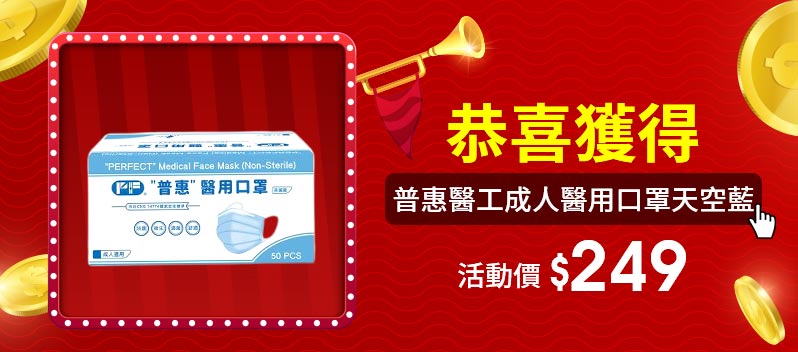 恭喜獲得
普惠醫工成人醫用口罩天空藍
活動價 $249
"PERFECT" Medical Face Mask (Non-Sterile)
"普惠"醫用口罩
成人適用
50 PCS